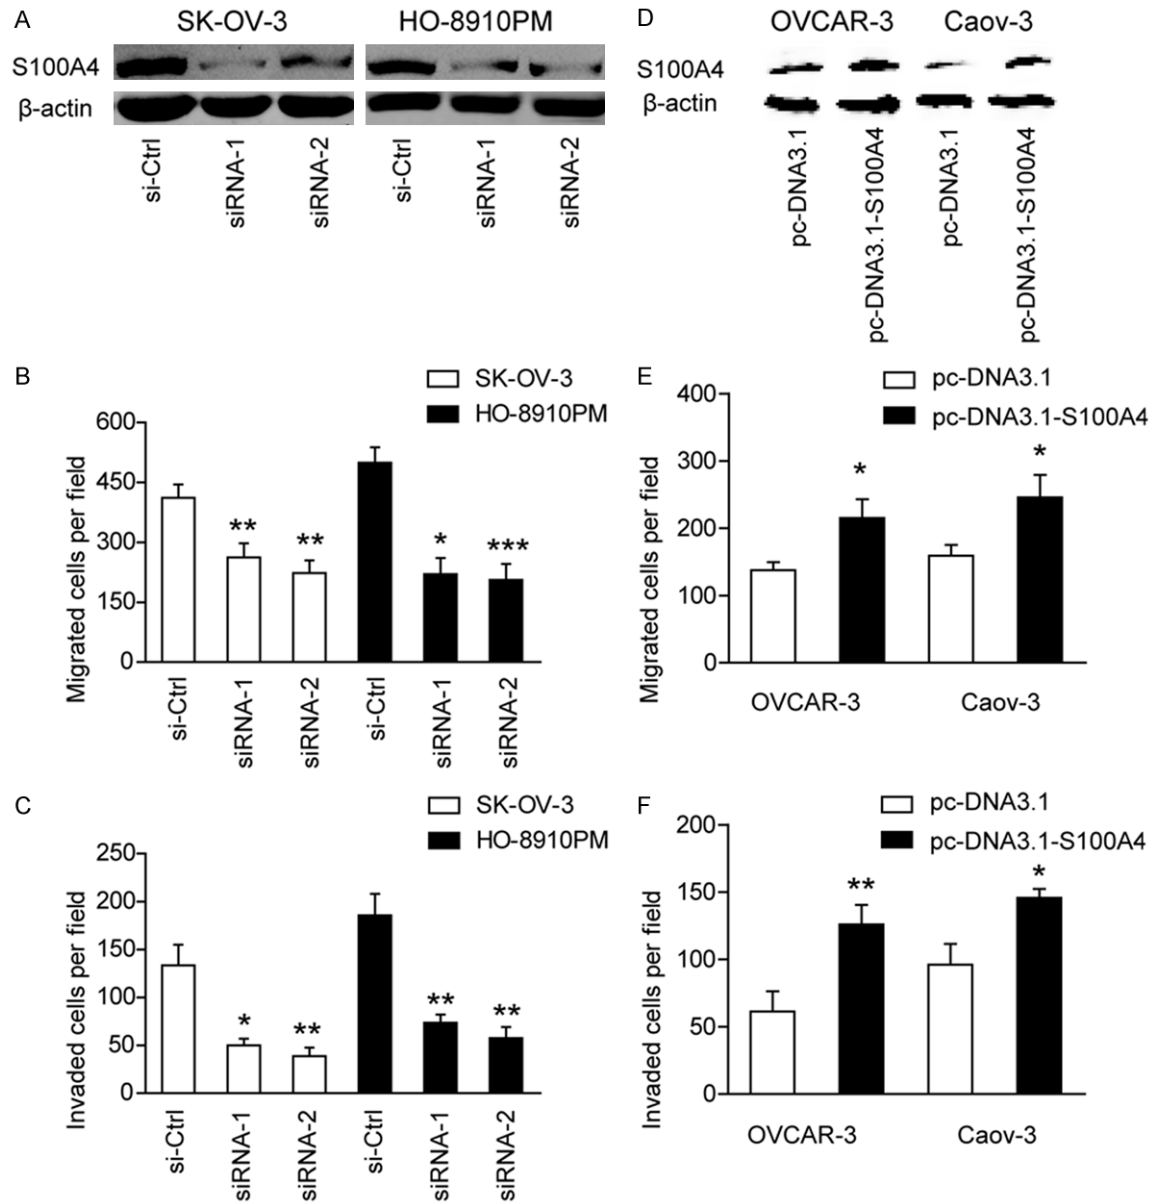 A
SK-OV-3 HO-8910PM
S100A4
β-actin
si-Ctrl siRNA-1 siRNA-2 si-Ctrl siRNA-1 siRNA-2
D
OVCAR-3 Caov-3
S100A4
β-actin
pc-DNA3.1 pc-DNA3.1-S100A4 pc-DNA3.1 pc-DNA3.1-S100A4
B
SK-OV-3
HO-8910PM
Migrated cells per field
600
450
300
150
0
** ** * ***
si-Ctrl siRNA-1 siRNA-2 si-Ctrl siRNA-1 siRNA-2
E
pc-DNA3.1
pc-DNA3.1-S100A4
Migrated cells per field
400
300
200
100
0
* *
OVCAR-3 Caov-3
C
SK-OV-3
HO-8910PM
Invaded cells per field
250
200
150
100
50
0
* ** ** **
si-Ctrl siRNA-1 siRNA-2 si-Ctrl siRNA-1 siRNA-2
F
pc-DNA3.1
pc-DNA3.1-S100A4
Invaded cells per field
200
150
100
50
0
** *
OVCAR-3 Caov-3